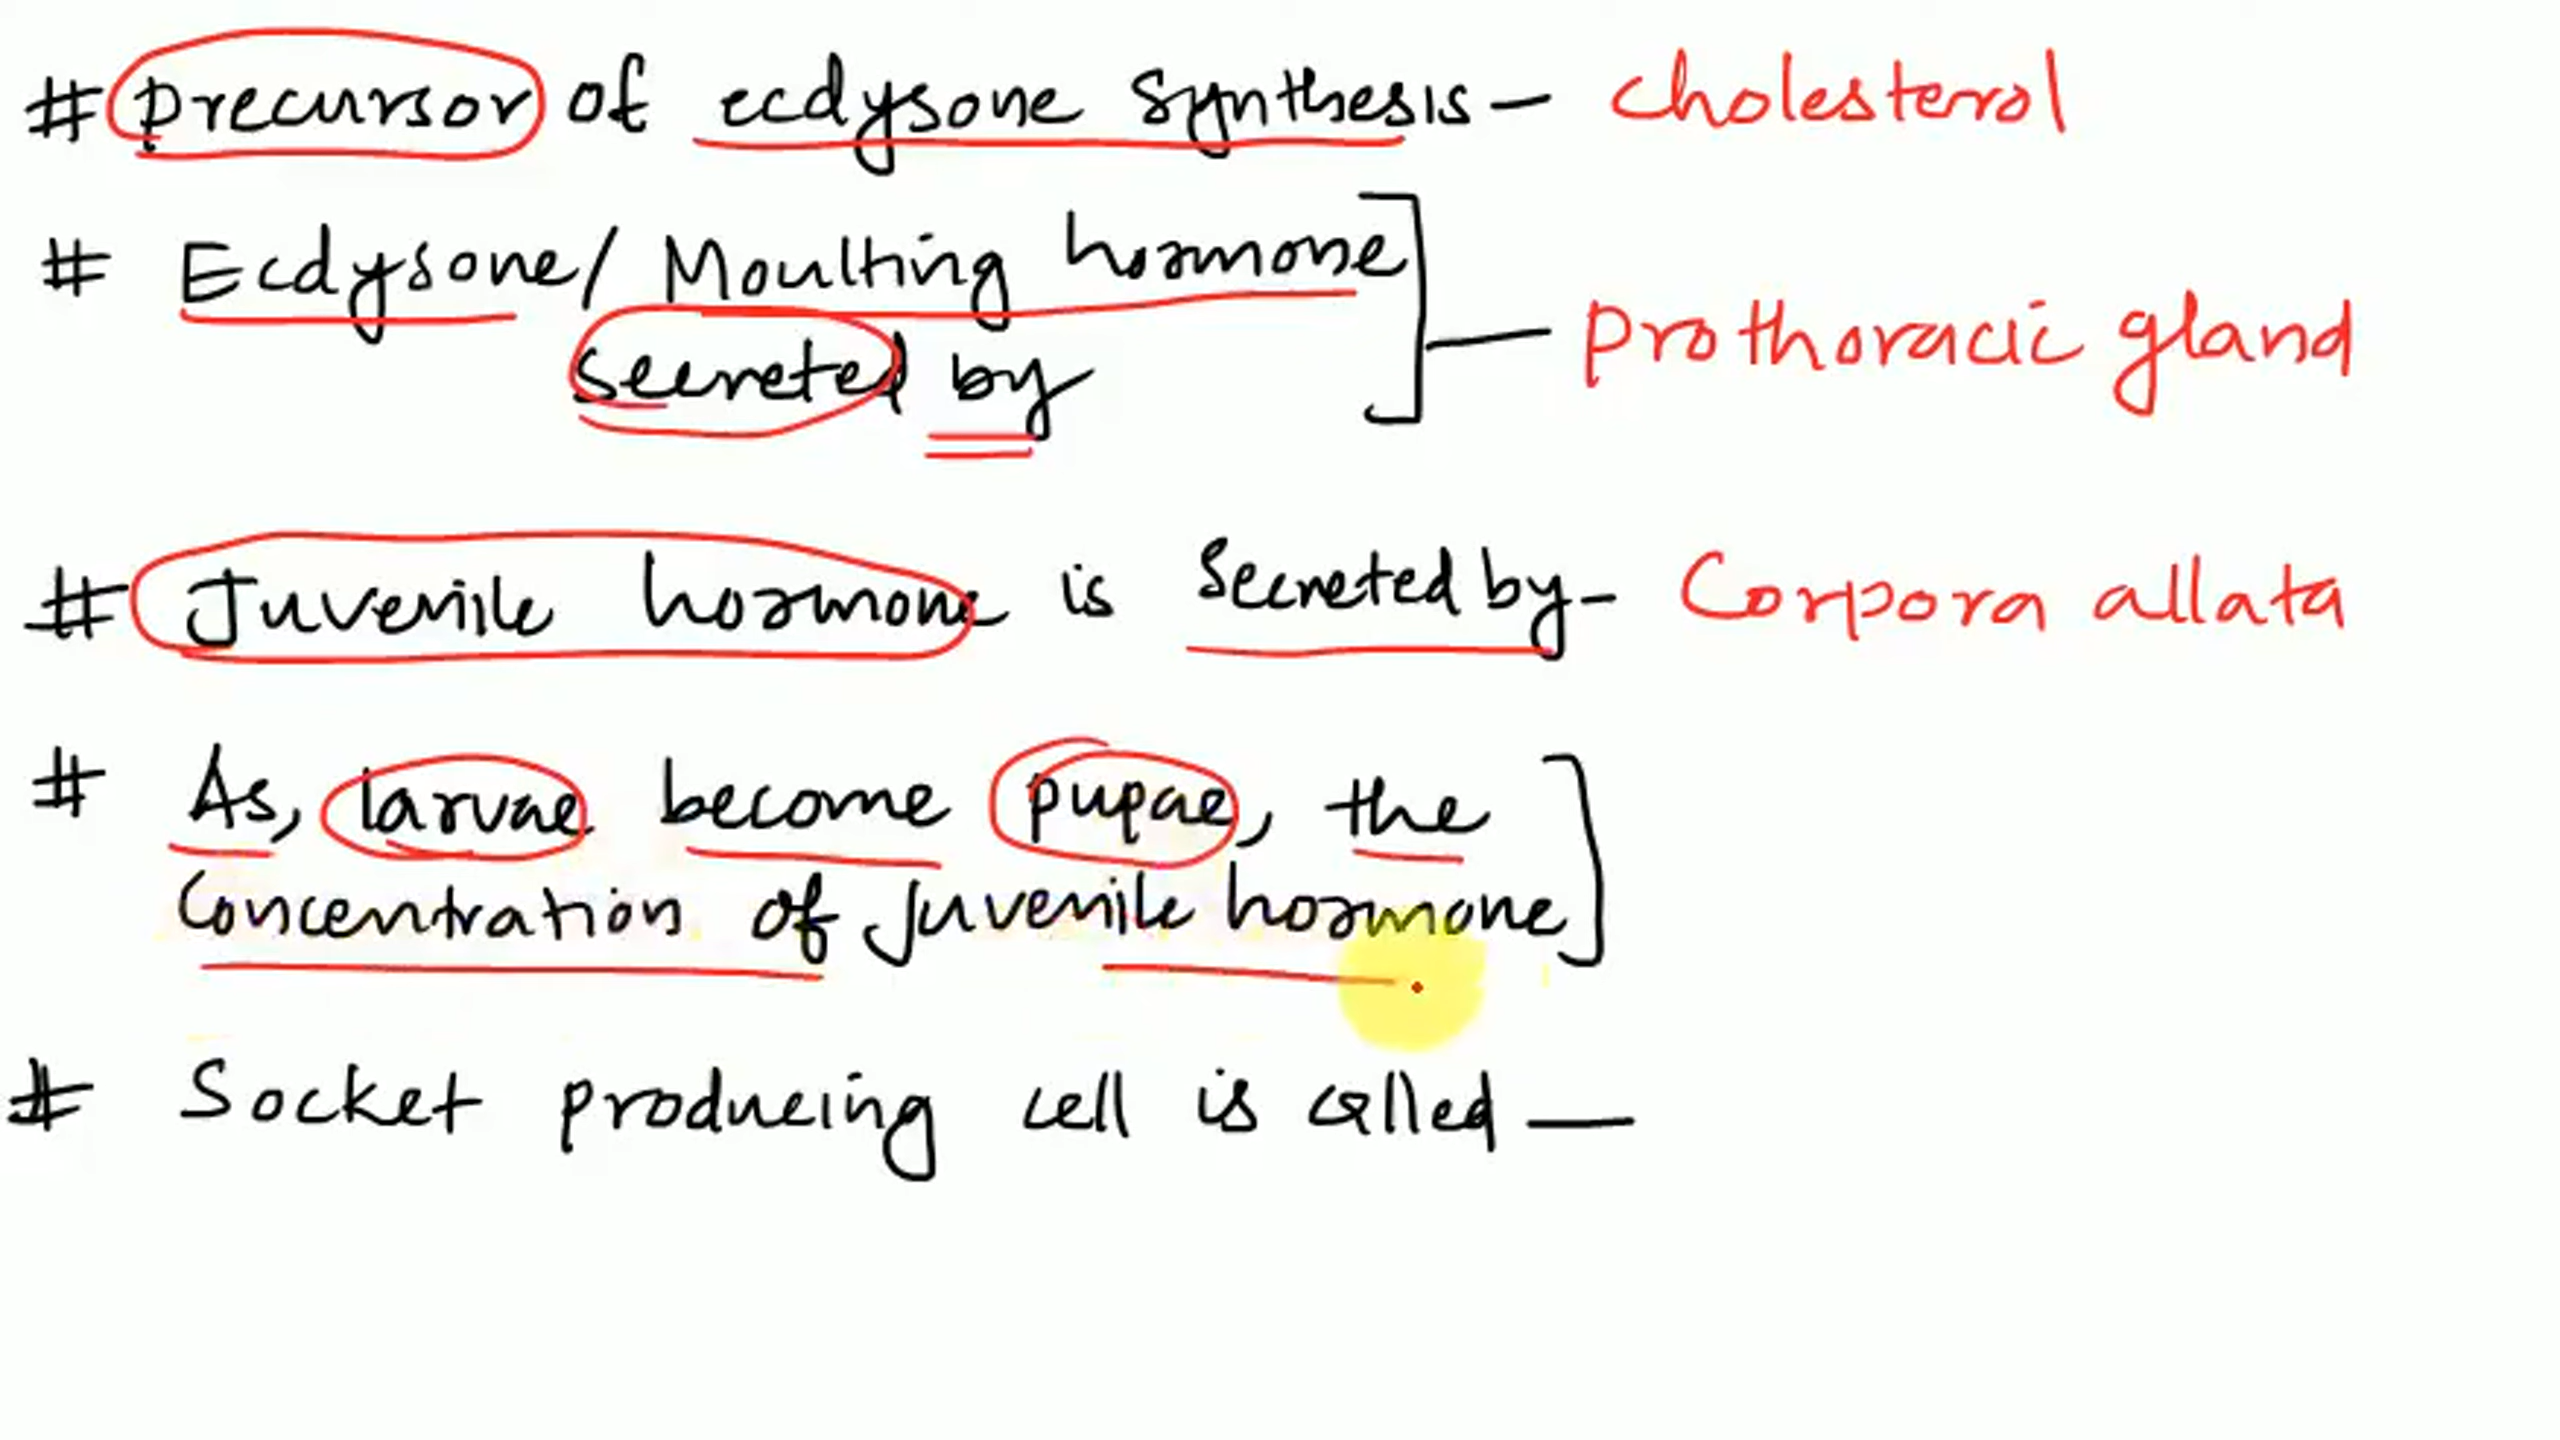 # precursor of ecdysone synthesis - cholesterol
# Ecdysone/ Moulting hormone
secreted by
prothoracic gland
# Juvenile hormone is secreted by - Corpora allata
# As, larvae become pupae, the
concentration of juvenile hormone
# Socket producing cell is called -